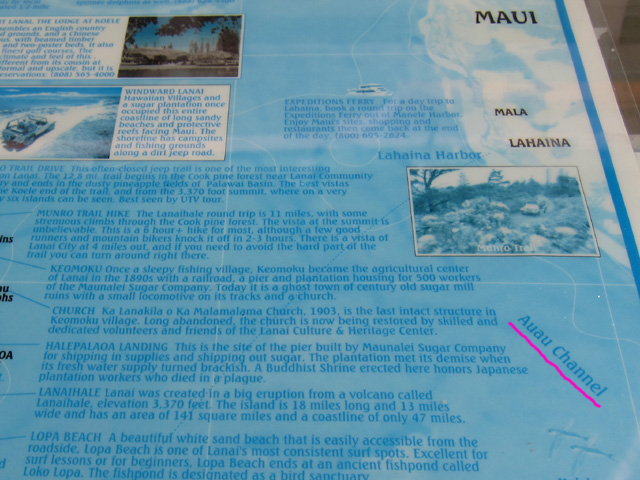 MAUI
T LANAI, THE LODGE AT KOELE
sembles an English country
d grounds, and a Chinese
us, with beamed timber
and two-poster beds. It also
finest golf courses. The
climate and feel of this
ifferent from its cousin at
formal and upscale, but it is
eservations: (808) 565-4000
WINDWARD LANAI
Hawaiian Villages and
a sugar plantation once
occupied this entire
coastline of long sandy
beaches and protective
reefs facing Maui. The
shoreline has campsites
and fishing grounds
along a dirt jeep road.
EXPEDITIONS FERRY For a day trip to
Lahaina, book a round trip on the
Expeditions Ferry out of Manele Harbor.
Enjoy Maui's sites, shopping and
restaurants then come back at the end
of the day. (800) 695-2624.
MALA
LAHAINA
Lahaina Harbor
O TRAIL DRIVE This often-closed jeep trail is one of the most interesting
on Lanai. The 12.8 mi. trail begins in the Cook pine forest near Lanai Community
ry and ends in the dusty pineapple fields of Palawai Basin. The best vistas
he Koele end of the trail, and from the 3,370 foot summit, where on a very
y six islands can be seen. Best seen by UTV tour.
Munro Trail
MUNRO TRAIL HIKE The Lanaihale round trip is 11 miles, with some
strenuous climbs through the Cook pine forest. The vista at the summit is
unbelievable. This is a 6 hour+ hike for most, although a few good
runners and mountain bikers knock it off in 2-3 hours. There is a vista of
Lanai City at 4 miles out, and if you need to avoid the hard part of the
trail you can turn around right there.
KEOMOKU Once a sleepy fishing village, Keomoku became the agricultural center
of Lanai in the 1890s with a railroad, a pier and plantation housing for 500 workers
of the Maunalei Sugar Company. Today it is a ghost town of century old sugar mill
ruins with a small locomotive on its tracks and a church.
CHURCH Ka Lanakila o Ka Malamalama Church, 1903, is the last intact structure in
Keomoku village. Long abandoned, the church is now being restored by skilled and
dedicated volunteers and friends of the Lanai Culture & Heritage Center.
HALEPALAOA LANDING This is the site of the pier built by Maunalei Sugar Company
for shipping in supplies and shipping out sugar. The plantation met its demise when
its fresh water supply turned brackish. A Buddhist Shrine erected here honors Japanese
plantation workers who died in a plague.
Auau Channel
LANAIHALE Lanai was created in a big eruption from a volcano called
Lanaihale, elevation 3,370 feet. The island is 18 miles long and 13 miles
wide and has an area of 141 square miles and a coastline of only 47 miles.
LOPA BEACH A beautiful white sand beach that is easily accessible from the
roadside, Lopa Beach is one of Lanai's most consistent surf spots. Excellent for
surf lessons or for beginners, Lopa Beach ends at an ancient fishpond called
Loko Lopa. The fishpond is designated as a bird sanctuary.